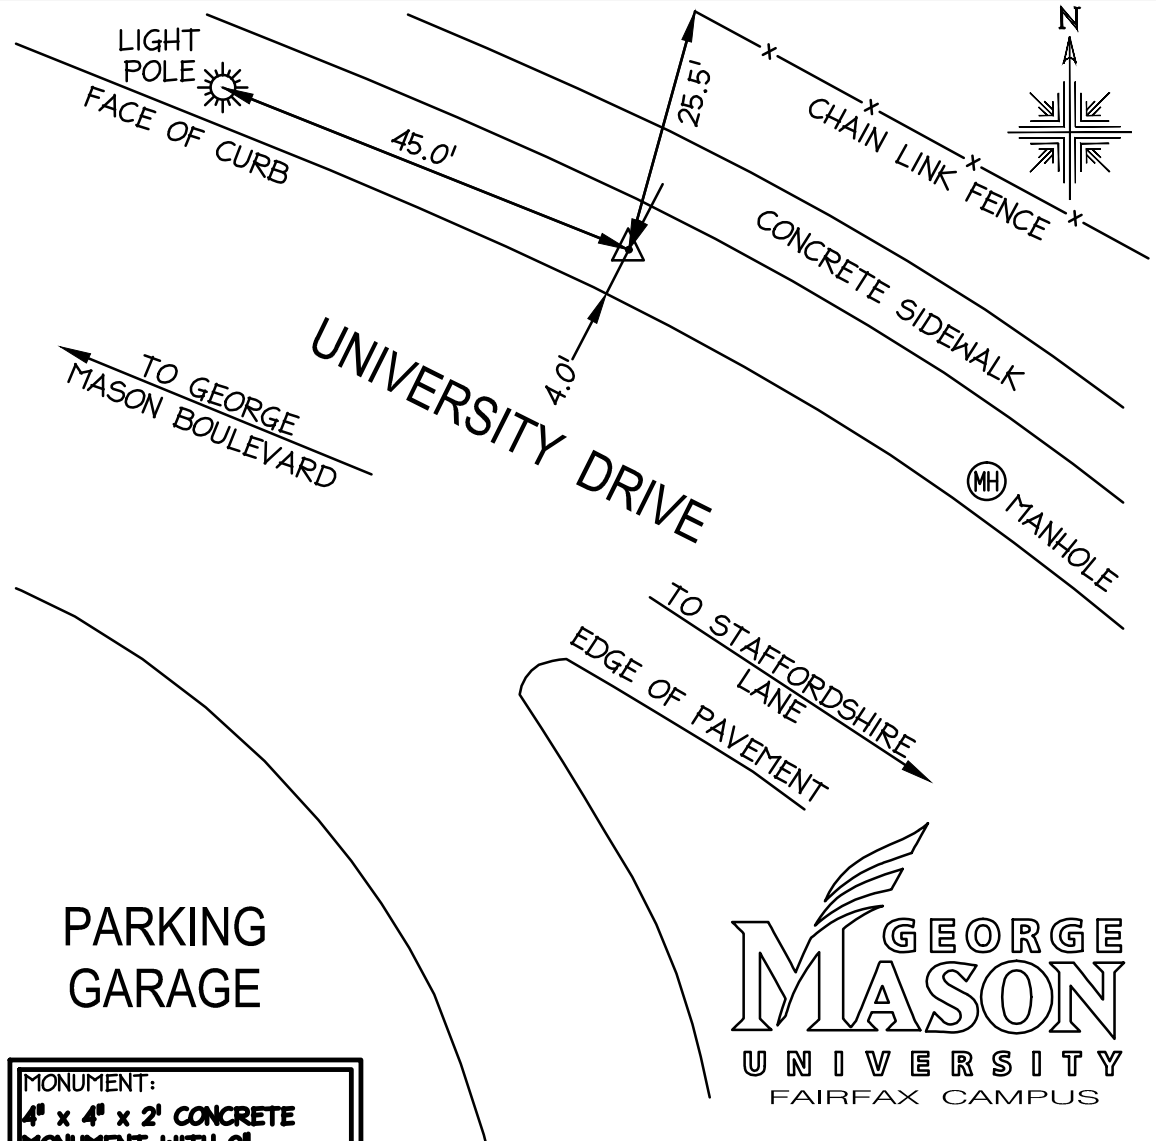 N
LIGHT
POLE
FACE OF CURB
45.0'
25.5'
CHAIN LINK FENCE
x
x
x
x
CONCRETE SIDEWALK
4.0'
UNIVERSITY DRIVE
TO GEORGE
MASON BOULEVARD
MH
MANHOLE
TO STAFFORDSHIRE
LANE
EDGE OF PAVEMENT
PARKING
GARAGE
GEORGE
MASON
UNIVERSITY
FAIRFAX CAMPUS
MONUMENT:
4" x 4" x 2' CONCRETE
MONUMENT WITH